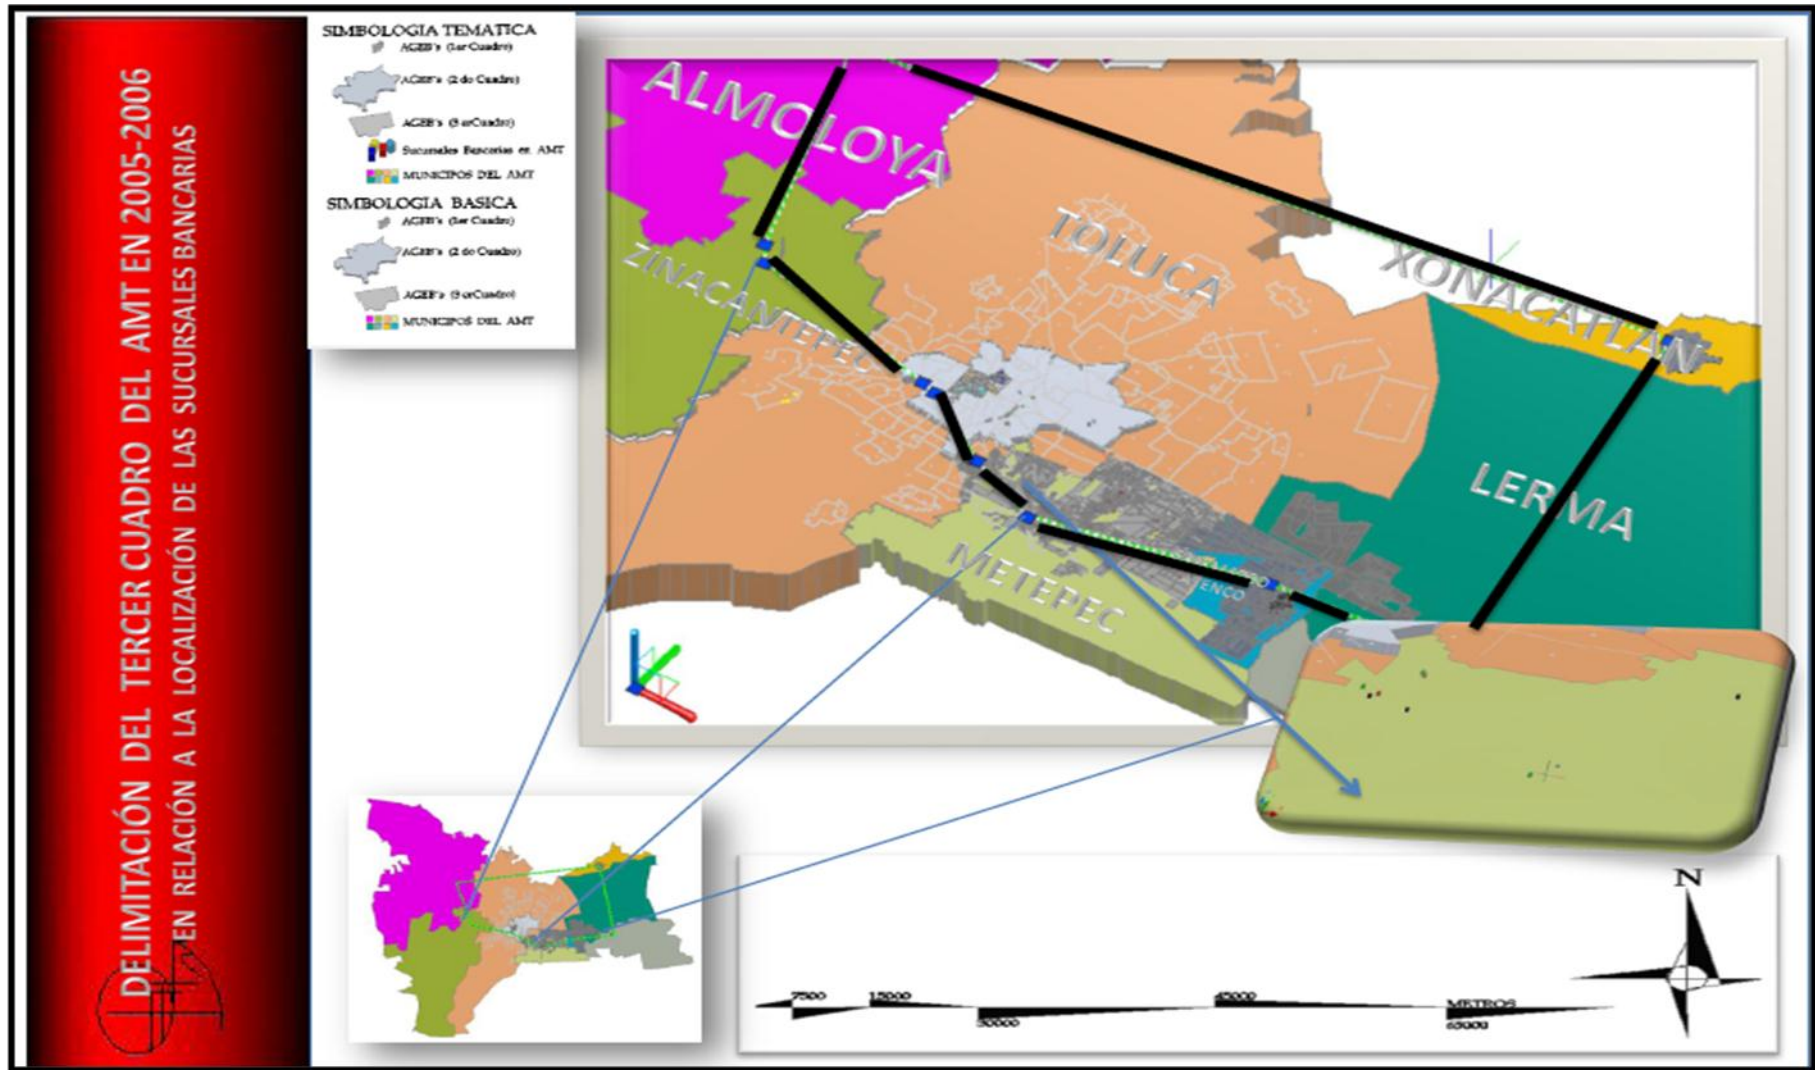 DELIMITACIÓN DEL TERCER CUADRO DEL AMT EN 2005-2006
EN RELACIÓN A LA LOCALIZACIÓN DE LAS SUCURSALES BANCARIAS
SIMBOLOGIA TEMATICA
AGEB's (1er Cuadro)
AGEB's (2 do Cuadro)
AGEB's (3 erCuadro)
Sucursales Bancarias en AMT
MUNICIPOS DEL AMT
SIMBOLOGIA BASICA
AGEB's (1er Cuadro)
AGEB's (2 do Cuadro)
AGEB's (3 erCuadro)
MUNICIPOS DEL AMT
ALMOLOYA
TOLUCA
XONACATLAN
ZINACANTEPEC
LERMA
METEPEC
N
7500
15000
30000
45000
METROS